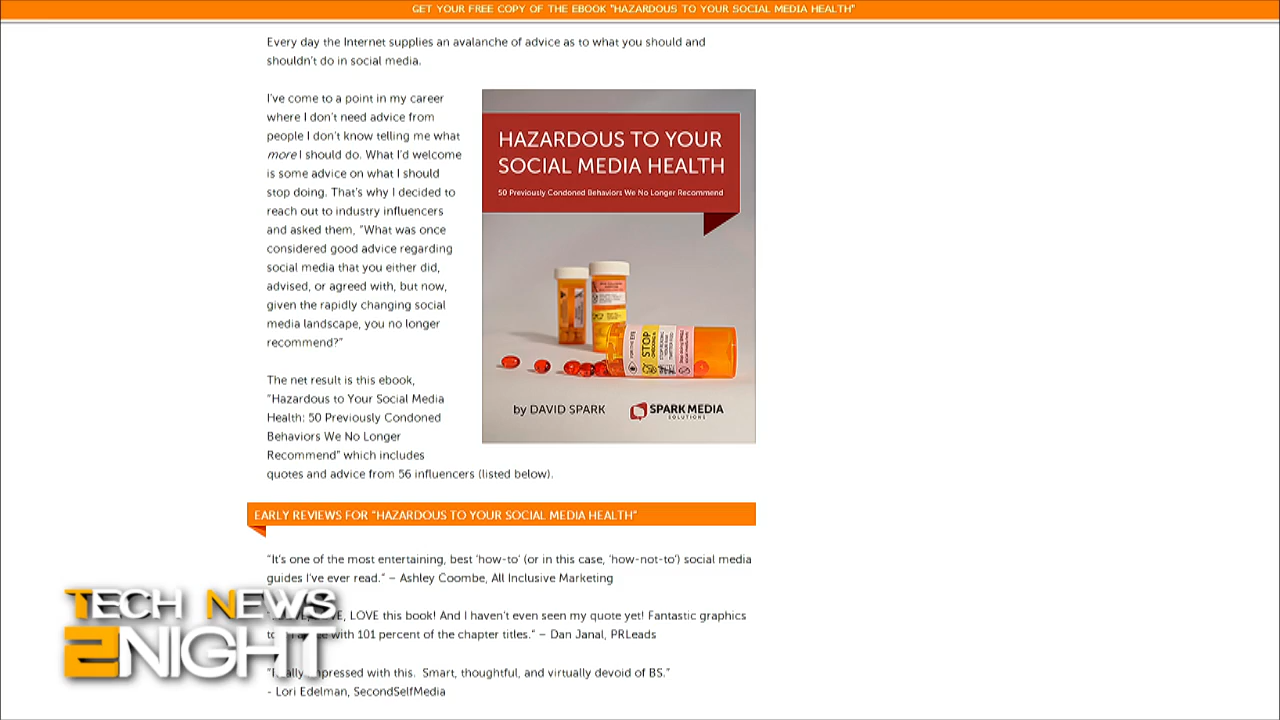 GET YOUR FREE COPY OF THE EBOOK "HAZARDOUS TO YOUR SOCIAL MEDIA HEALTH"
Every day the Internet supplies an avalanche of advice as to what you should and
shouldn't do in social media.
I've come to a point in my career
where I don't need advice from
people I don't know telling me what
more I should do. What I'd welcome
is some advice on what I should
stop doing. That's why I decided to
reach out to industry influencers
and asked them, "What was once
considered good advice regarding
social media that you either did,
advised, or agreed with, but now,
given the rapidly changing social
media landscape, you no longer
recommend?"
The net result is this ebook,
"Hazardous to Your Social Media
Health: 50 Previously Condoned
Behaviors We No Longer
Recommend" which includes
quotes and advice from 56 influencers (listed below).
HAZARDOUS TO YOUR
SOCIAL MEDIA HEALTH
50 Previously Condoned Behaviors We No Longer Recommend
STOP
by DAVID SPARK
SPARK MEDIA
SOLUTIONS
EARLY REVIEWS FOR "HAZARDOUS TO YOUR SOCIAL MEDIA HEALTH"
"It's one of the most entertaining, best 'how-to' (or in this case, 'how-not-to') social media
guides I've ever read." – Ashley Coombe, All Inclusive Marketing
LOVE this book! And I haven't even seen my quote yet! Fantastic graphics
with 101 percent of the chapter titles." – Dan Janal, PRLeads
with this. Smart, thoughtful, and virtually devoid of BS."
- Lori Edelman, SecondSelfMedia
TECH NEWS
2NIGHT